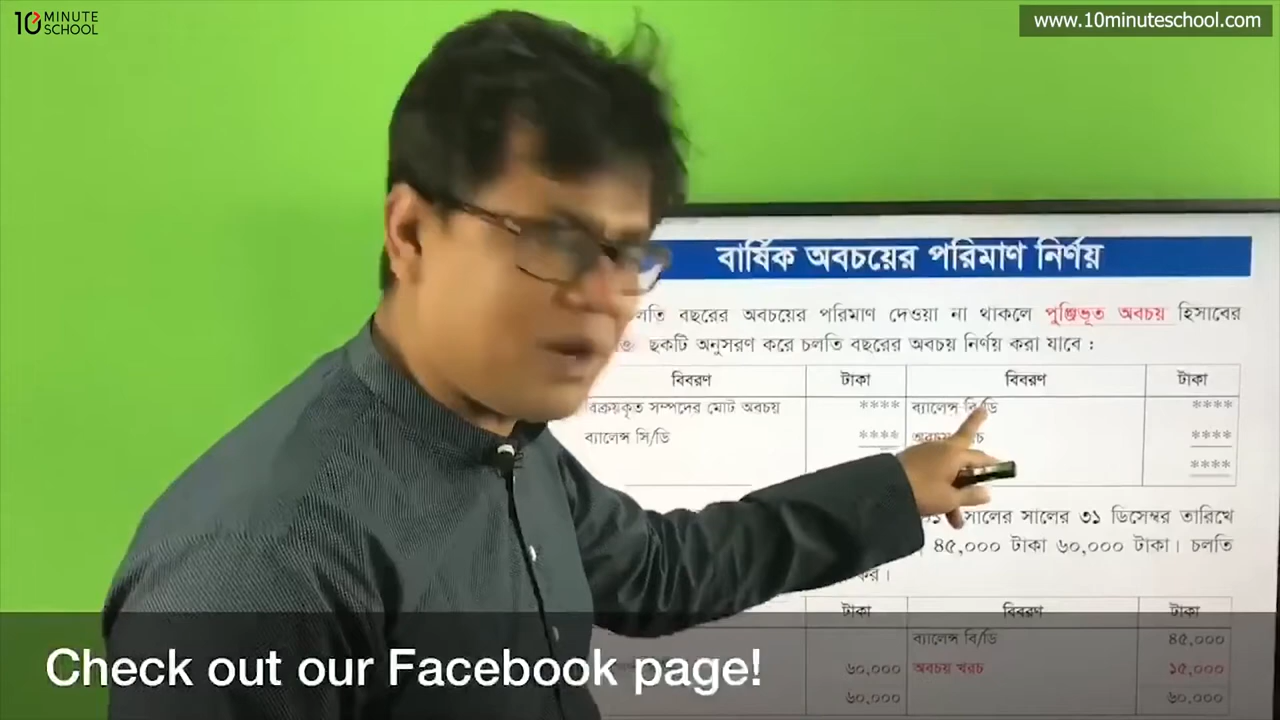 10 MINUTE SCHOOL
www.10minuteschool.com
বার্ষিক অবচয়ের পরিমাণ নির্ণয়
বছরের অবচয়ের পরিমাণ দেওয়া না থাকলে পুঞ্জিভূত অবচয় হিসাবের
ছকটি অনুসরণ করে চলতি বছরের অবচয় নির্ণয় করা যাবে :
বিবরণ টাকা বিবরণ টাকা
বিক্রয়কৃত সম্পদের মোট অবচয় **** ব্যালেন্স বি/ডি ****
ব্যালেন্স সি/ডি **** ****
****
সালের সালের ৩১ ডিসেম্বর তারিখে
৪৫,০০০ টাকা ৬০,০০০ টাকা। চলতি
টাকা বিবরণ টাকা
ব্যালেন্স বি/ডি ৪৫,০০০
৬০,০০০ অবচয় খরচ ১৫,০০০
৬০,০০০ ৬০,০০০
Check out our Facebook page!